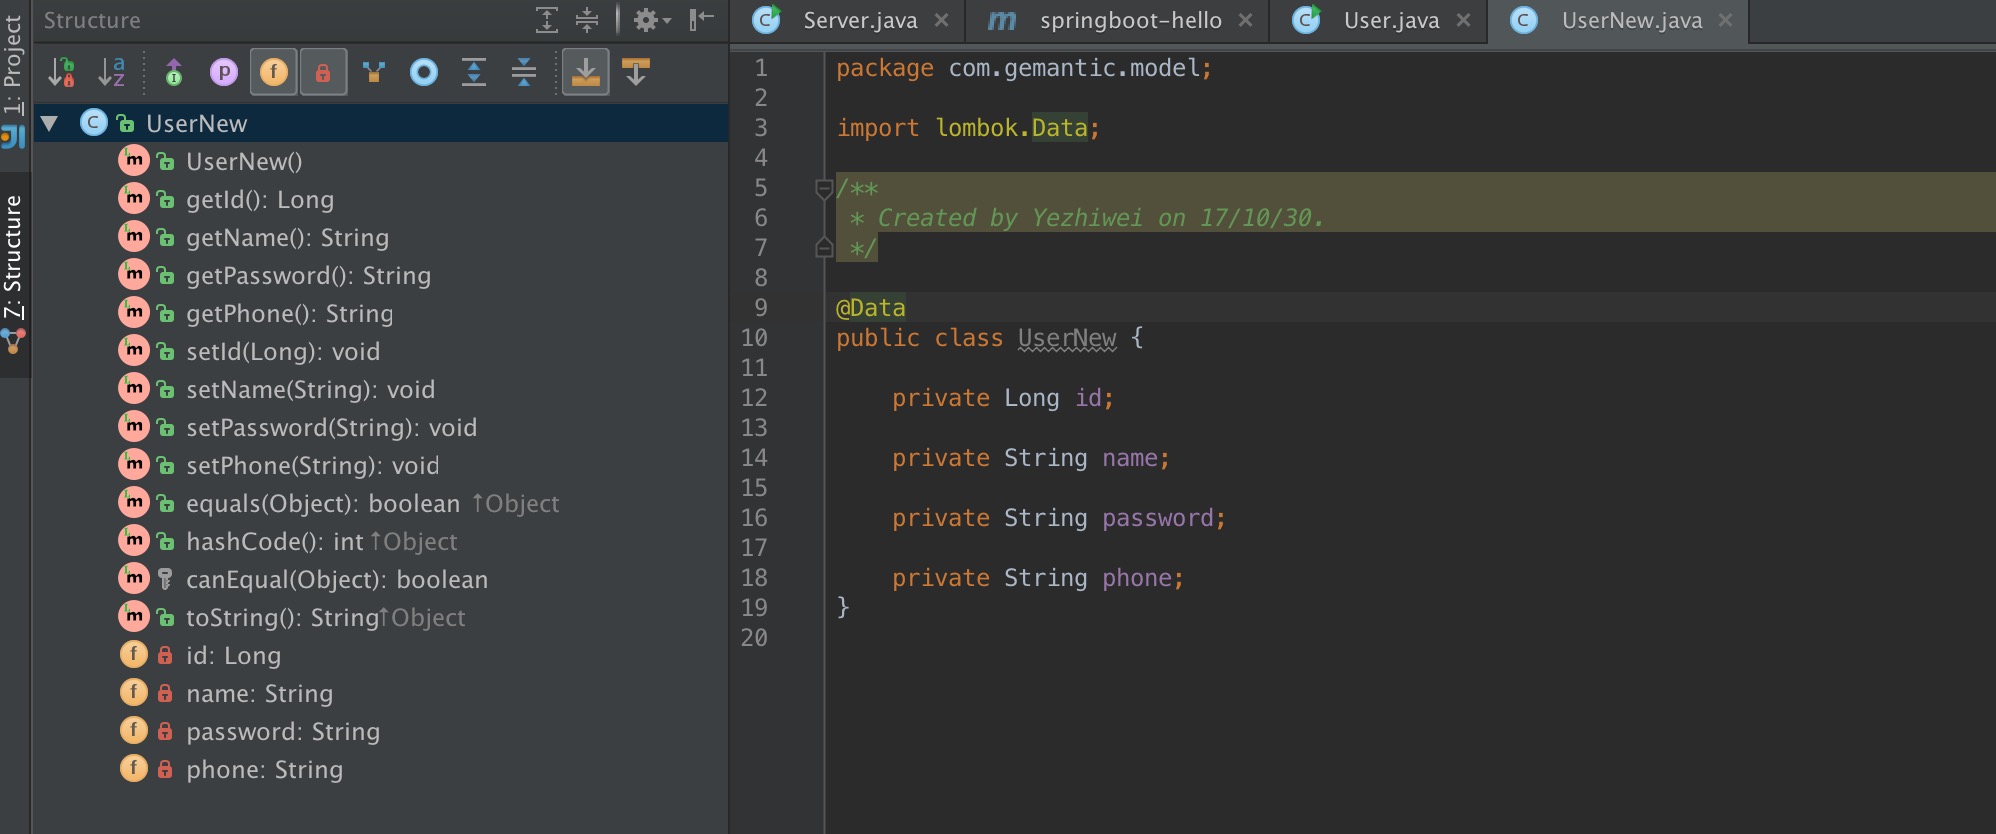 1: Project
7: Structure
Structure
UserNew
UserNew()
getId(): Long
getName(): String
getPassword(): String
getPhone(): String
setId(Long): void
setName(String): void
setPassword(String): void
setPhone(String): void
equals(Object): boolean ↑Object
hashCode(): int ↑Object
canEqual(Object): boolean
toString(): String ↑Object
id: Long
name: String
password: String
phone: String
Server.java × springboot-hello × User.java × UserNew.java ×
1 package com.gemantic.model;
2
3 import lombok.Data;
4
5 /**
6  * Created by Yezhiwei on 17/10/30.
7  */
8
9 @Data
10 public class UserNew {
11
12     private Long id;
13
14     private String name;
15
16     private String password;
17
18     private String phone;
19 }
20